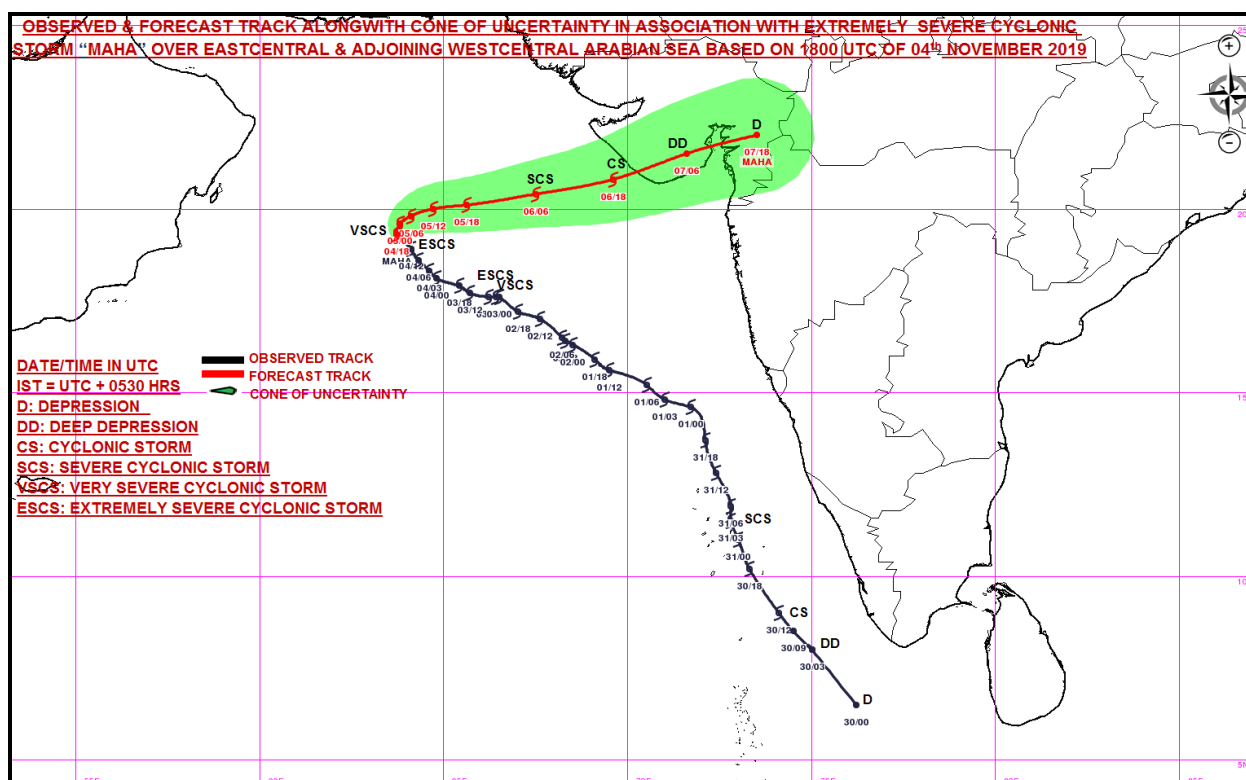 OBSERVED & FORECAST TRACK ALONGWITH CONE OF UNCERTAINTY IN ASSOCIATION WITH EXTREMELY SEVERE CYCLONIC
STORM “MAHA” OVER EASTCENTRAL & ADJOINING WESTCENTRAL ARABIAN SEA BASED ON 1800 UTC OF 04th NOVEMBER 2019
D
07/18
MAHA
DD
07/06
CS
06/18
SCS
06/06
05/18
05/12
05/06
05/00
VSCS
04/18
MAHA
ESCS
04/12
04/06
04/03
04/00
ESCS
VSCS
03/18
03/12
03/00
02/18
02/12
02/06
02/00
01/18
01/12
01/06
01/03
01/00
31/18
31/12
31/06
SCS
31/03
31/00
30/18
CS
30/12
30/09
DD
30/03
D
30/00
OBSERVED TRACK
FORECAST TRACK
CONE OF UNCERTAINTY
DATE/TIME IN UTC
IST = UTC + 0530 HRS
D: DEPRESSION
DD: DEEP DEPRESSION
CS: CYCLONIC STORM
SCS: SEVERE CYCLONIC STORM
VSCS: VERY SEVERE CYCLONIC STORM
ESCS: EXTREMELY SEVERE CYCLONIC STORM
5N